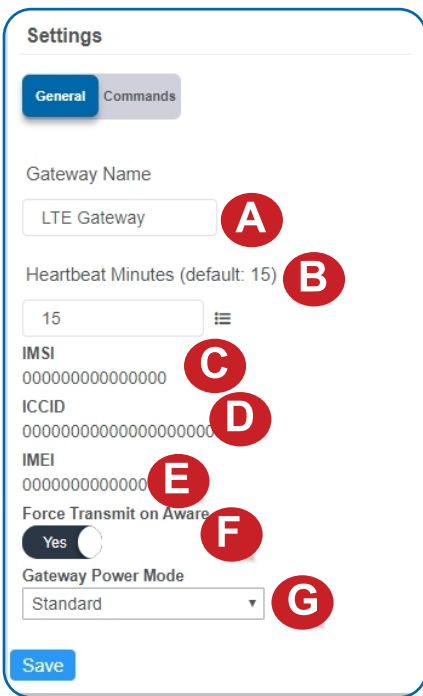 Settings
General Commands
Gateway Name
LTE Gateway A
Heartbeat Minutes (default: 15) B
15
IMSI
000000000000000 C
ICCID
00000000000000000000 D
IMEI
E
Force Transmit on Aware
Yes F
Gateway Power Mode
Standard G
Save